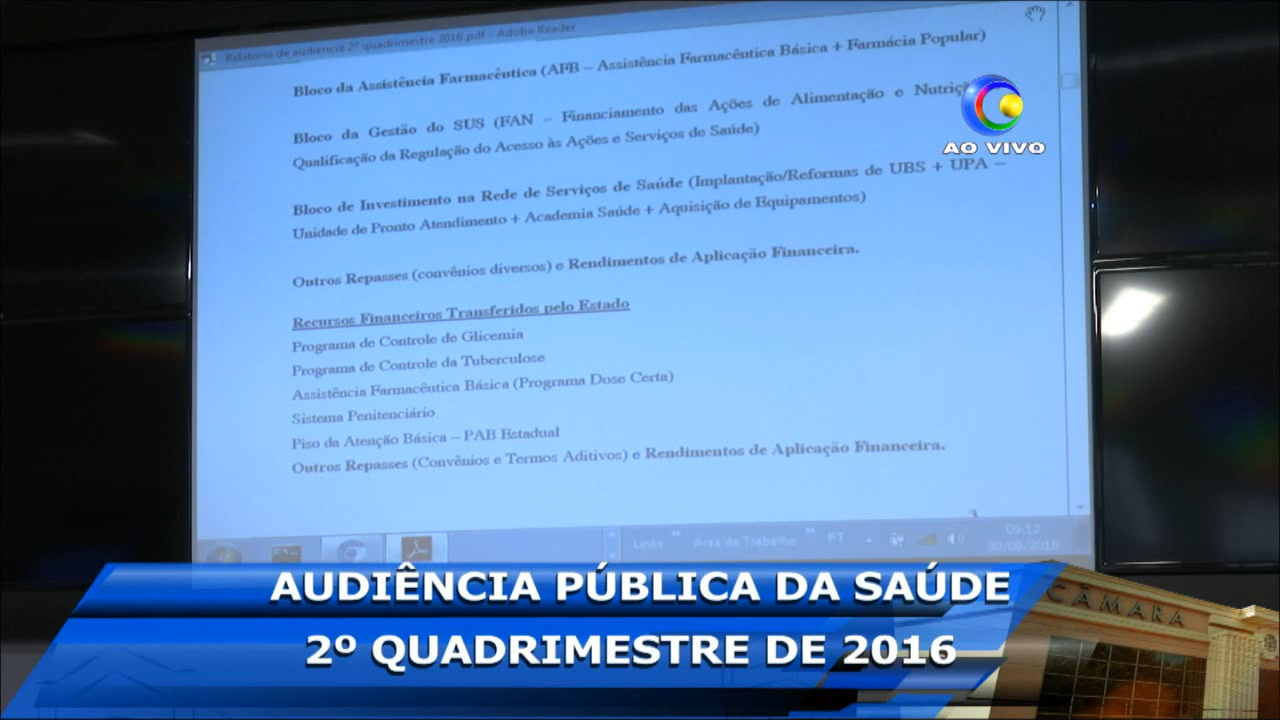 Relatorio de audiencia 2º quadrimestre 2016.pdf - Adobe Reader
Bloco da Assistência Farmacêutica (AFB – Assistência Farmacêutica Básica + Farmácia Popular)
Bloco da Gestão do SUS (FAN – Financiamento das Ações de Alimentação e
Qualificação da Regulação do Acesso às Ações e Serviços de Saúde)
AO VIVO
Bloco de Investimento na Rede de Serviços de Saúde (Implantação/Reformas de UBS + UPA –
Unidade de Pronto Atendimento + Academia Saúde + Aquisição de Equipamentos)
Outros Repasses (convênios diversos) e Rendimentos de Aplicação Financeira.
Recursos Financeiros Transferidos pelo Estado
Programa de Controle de Glicemia
Programa de Controle da Tuberculose
Assistência Farmacêutica Básica (Programa Dose Certa)
Sistema Penitenciário
Piso da Atenção Básica – PAB Estadual
Outros Repasses (Convênios e Termos Aditivos) e Rendimentos de Aplicação Financeira.
Links
Área de Trabalho
PT
09:12
30/09/2016
AUDIÊNCIA PÚBLICA DA SAÚDE
2º QUADRIMESTRE DE 2016
CÂMARA